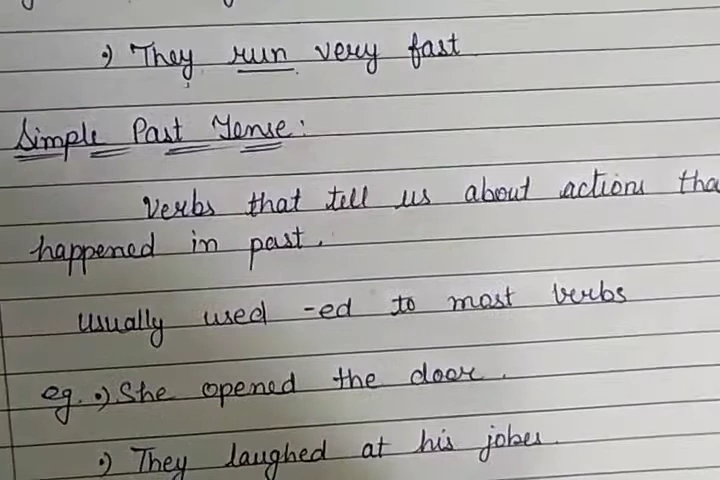 •) They run very fast
Simple Past Tense:
Verbs that tell us about actions tha
happened in past.
Usually used -ed to most verbs
eg. •) She opened the door.
•) They laughed at his jobes.